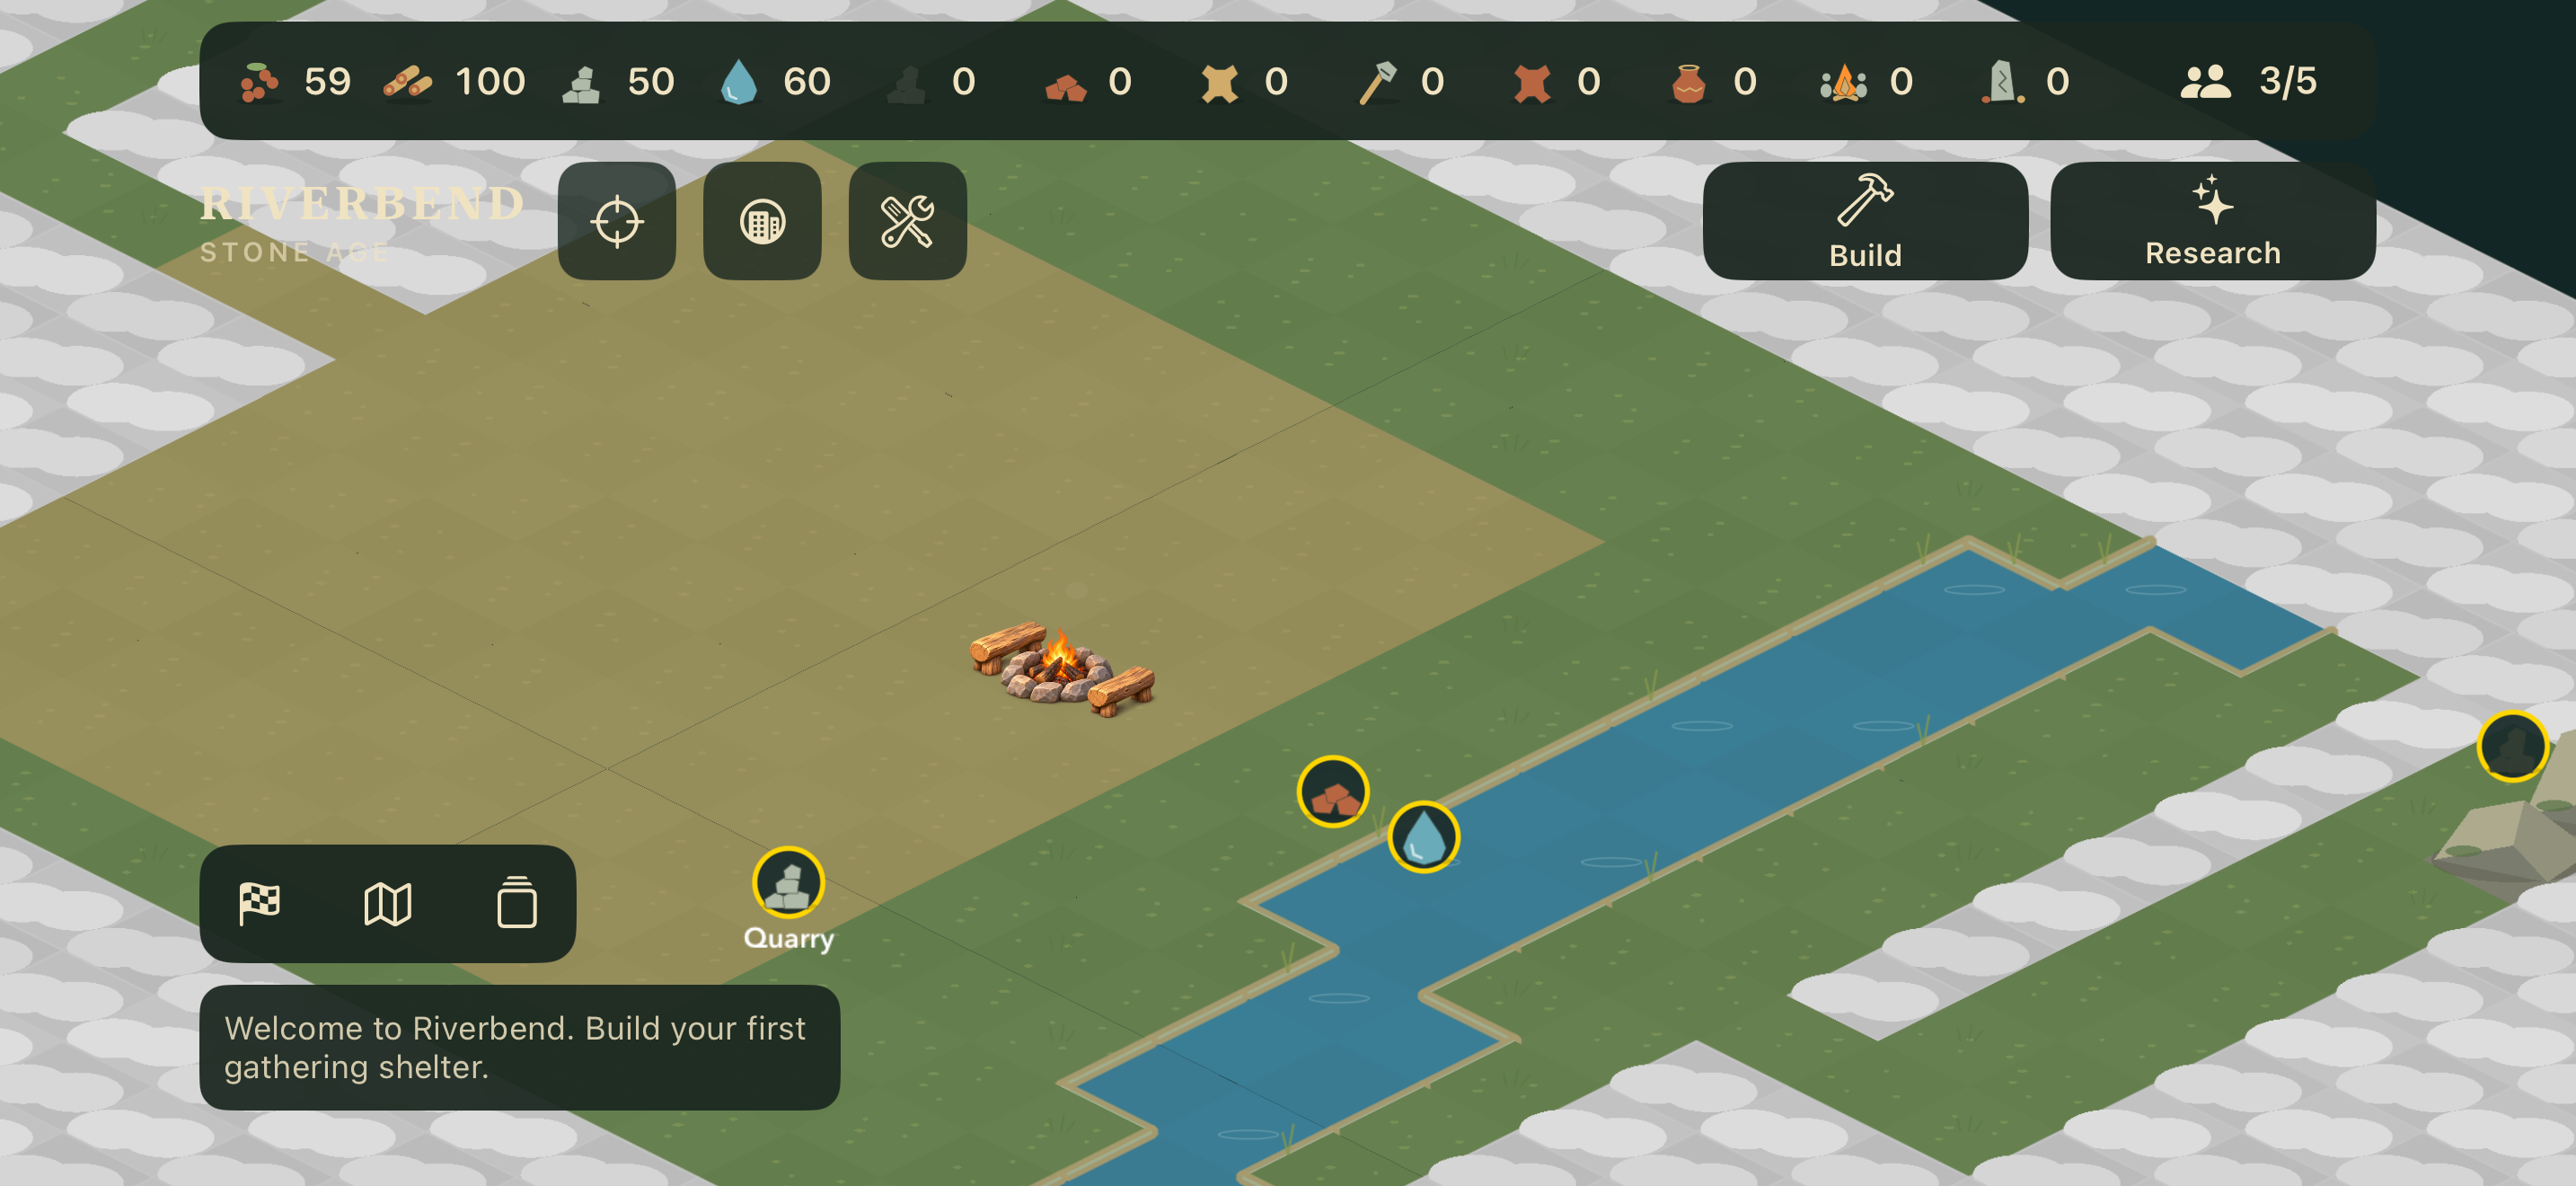 59 100 50 60 0 0 0 0 0 0 0 0 3/5
RIVERBEND
STONE AGE
Build
Research
Quarry
Welcome to Riverbend. Build your first
gathering shelter.